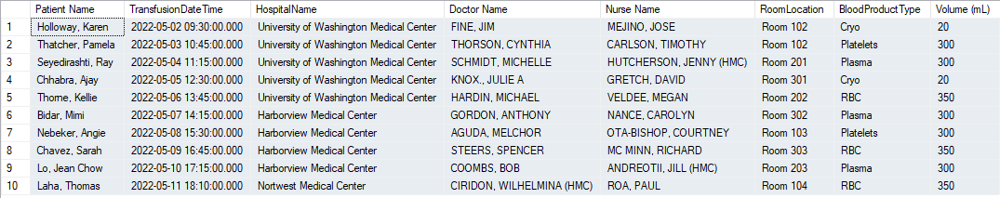 Patient Name TransfusionDateTime HospitalName Doctor Name Nurse Name RoomLocation BloodProductType Volume (mL)
1 Holloway, Karen 2022-05-02 09:30:00.000 University of Washington Medical Center FINE, JIM MEJINO, JOSE Room 102 Cryo 20
2 Thatcher, Pamela 2022-05-03 10:45:00.000 University of Washington Medical Center THORSON, CYNTHIA CARLSON, TIMOTHY Room 102 Platelets 300
3 Seyedirashti, Ray 2022-05-04 11:15:00.000 University of Washington Medical Center SCHMIDT, MICHELLE HUTCHERSON, JENNY (HMC) Room 201 Plasma 300
4 Chhabra, Ajay 2022-05-05 12:30:00.000 University of Washington Medical Center KNOX., JULIE A GRETCH, DAVID Room 301 Cryo 20
5 Thorne, Kellie 2022-05-06 13:45:00.000 University of Washington Medical Center HARDIN, MICHAEL VELDEE, MEGAN Room 202 RBC 350
6 Bidar, Mimi 2022-05-07 14:15:00.000 Harborview Medical Center GORDON, ANTHONY NANCE, CAROLYN Room 302 Plasma 300
7 Nebeker, Angie 2022-05-08 15:30:00.000 Harborview Medical Center AGUDA, MELCHOR OTA-BISHOP, COURTNEY Room 103 Platelets 300
8 Chavez, Sarah 2022-05-09 16:45:00.000 Harborview Medical Center STEERS, SPENCER MC MINN, RICHARD Room 303 RBC 350
9 Lo, Jean Chow 2022-05-10 17:15:00.000 Harborview Medical Center COOMBS, BOB ANDREOTII, JILL (HMC) Room 203 Plasma 300
10 Laha, Thomas 2022-05-11 18:10:00.000 Nortwest Medical Center CIRIDON, WILHELMINA (HMC) ROA, PAUL Room 104 RBC 350